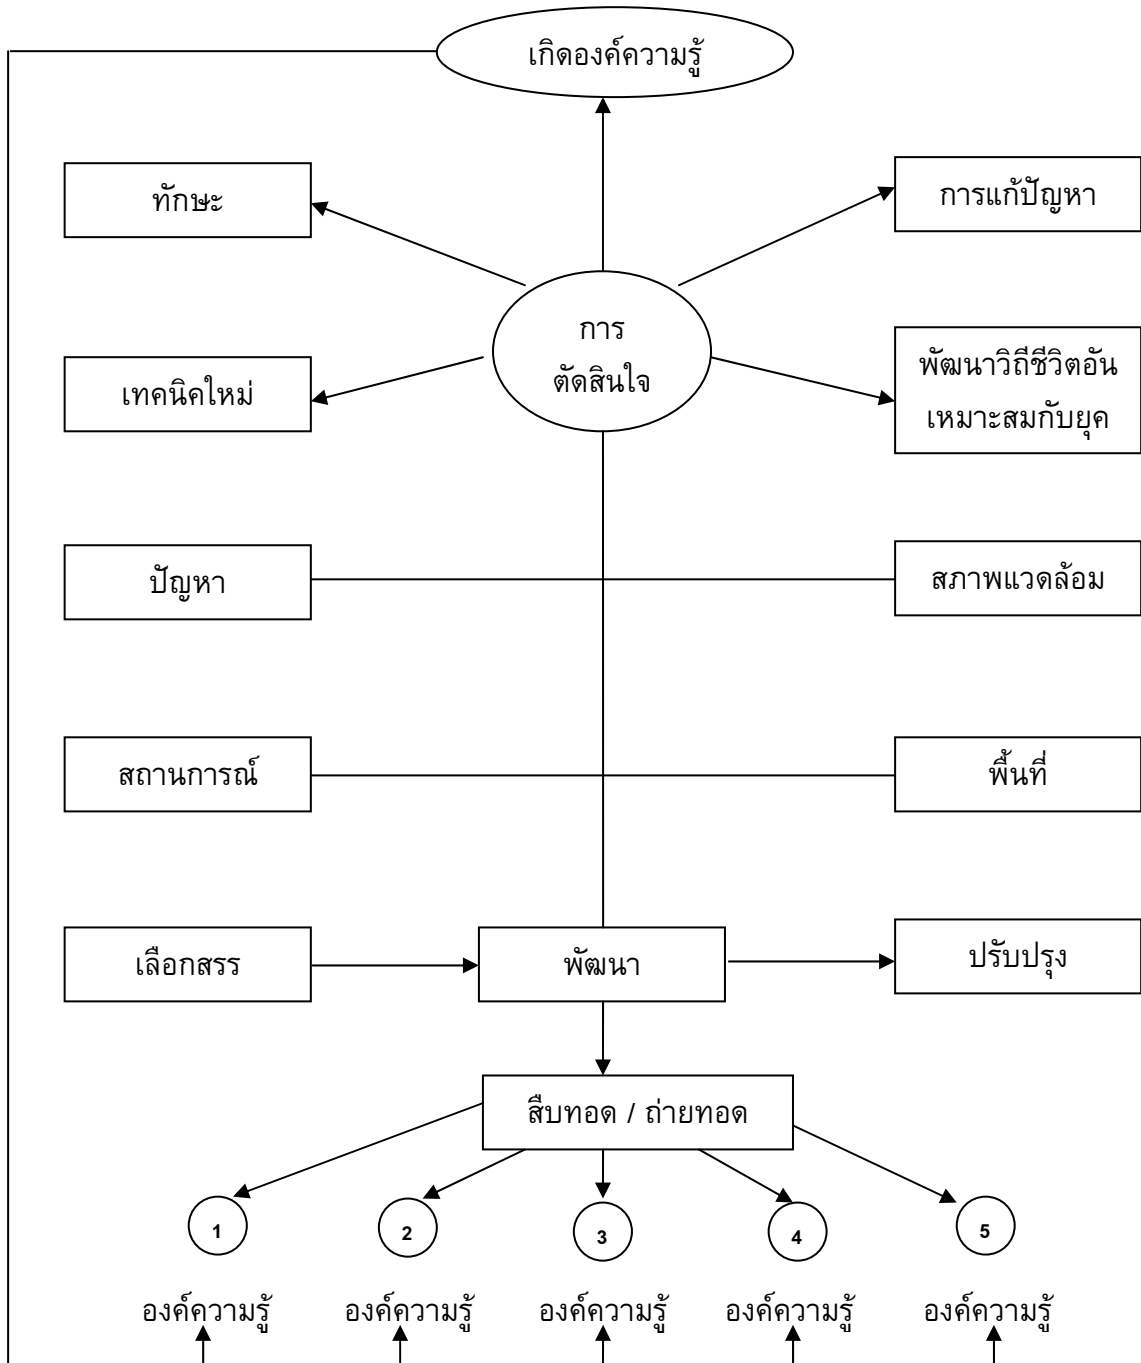 เกิดองค์ความรู้
ทักษะ
การแก้ปัญหา
การ
ตัดสินใจ
เทคนิคใหม่
พัฒนาวิถีชีวิตอัน
เหมาะสมกับยุค
ปัญหา
สภาพแวดล้อม
สถานการณ์
พื้นที่
เลือกสรร
พัฒนา
ปรับปรุง
สืบทอด / ถ่ายทอด
1 2 3 4 5
องค์ความรู้ องค์ความรู้ องค์ความรู้ องค์ความรู้ องค์ความรู้